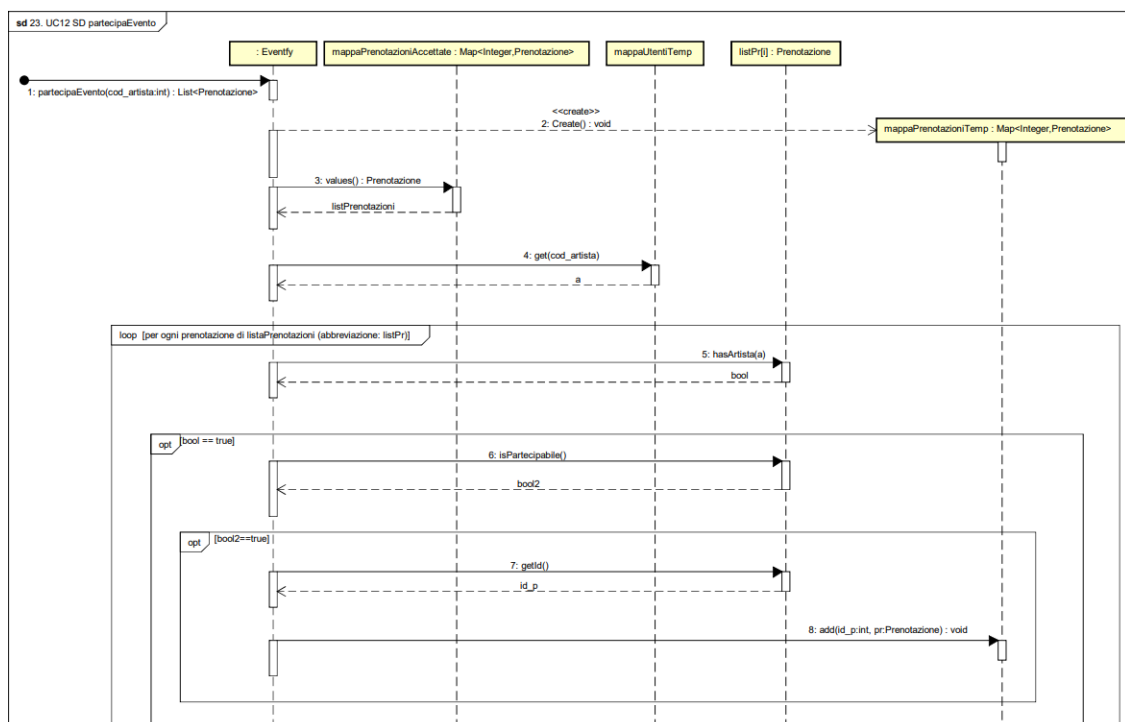 sd 23. UC12 SD partecipaEvento
: Eventfy
mappaPrenotazioniAccettate : Map<Integer,Prenotazione>
mappaUtentiTemp
listPr[i] : Prenotazione
1: partecipaEvento(cod_artista:int) : List<Prenotazione>
<<create>>
2: Create() : void
mappaPrenotazioniTemp : Map<Integer,Prenotazione>
3: values() : Prenotazione
listPrenotazioni
4: get(cod_artista)
a
loop [per ogni prenotazione di listaPrenotazioni (abbreviazione: listPr)]
5: hasArtista(a)
bool
opt [bool == true]
6: isPartecipabile()
bool2
opt [bool2==true]
7: getId()
id_p
8: add(id_p:int, pr:Prenotazione) : void